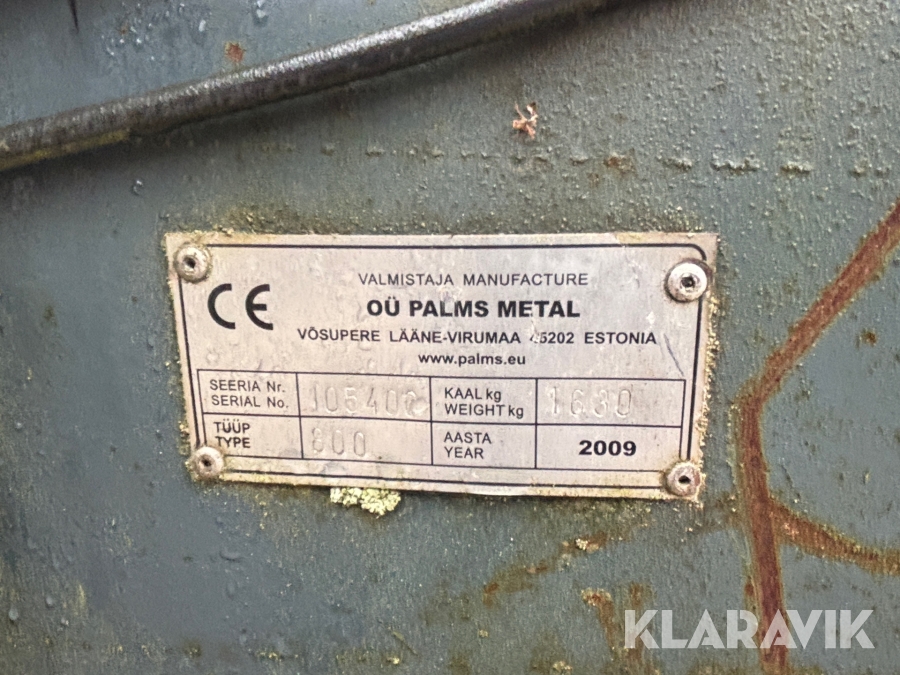 CE
VALMISTAJA MANUFACTURE
OÜ PALMS METAL
VÕSUPERE LÄÄNE-VIRUMAA 45202 ESTONIA
www.palms.eu
SEERIA Nr.
SERIAL No.
KAAL kg
WEIGHT kg
1630
TÜÜP
TYPE
800
AASTA
YEAR
2009
KLARAVIK